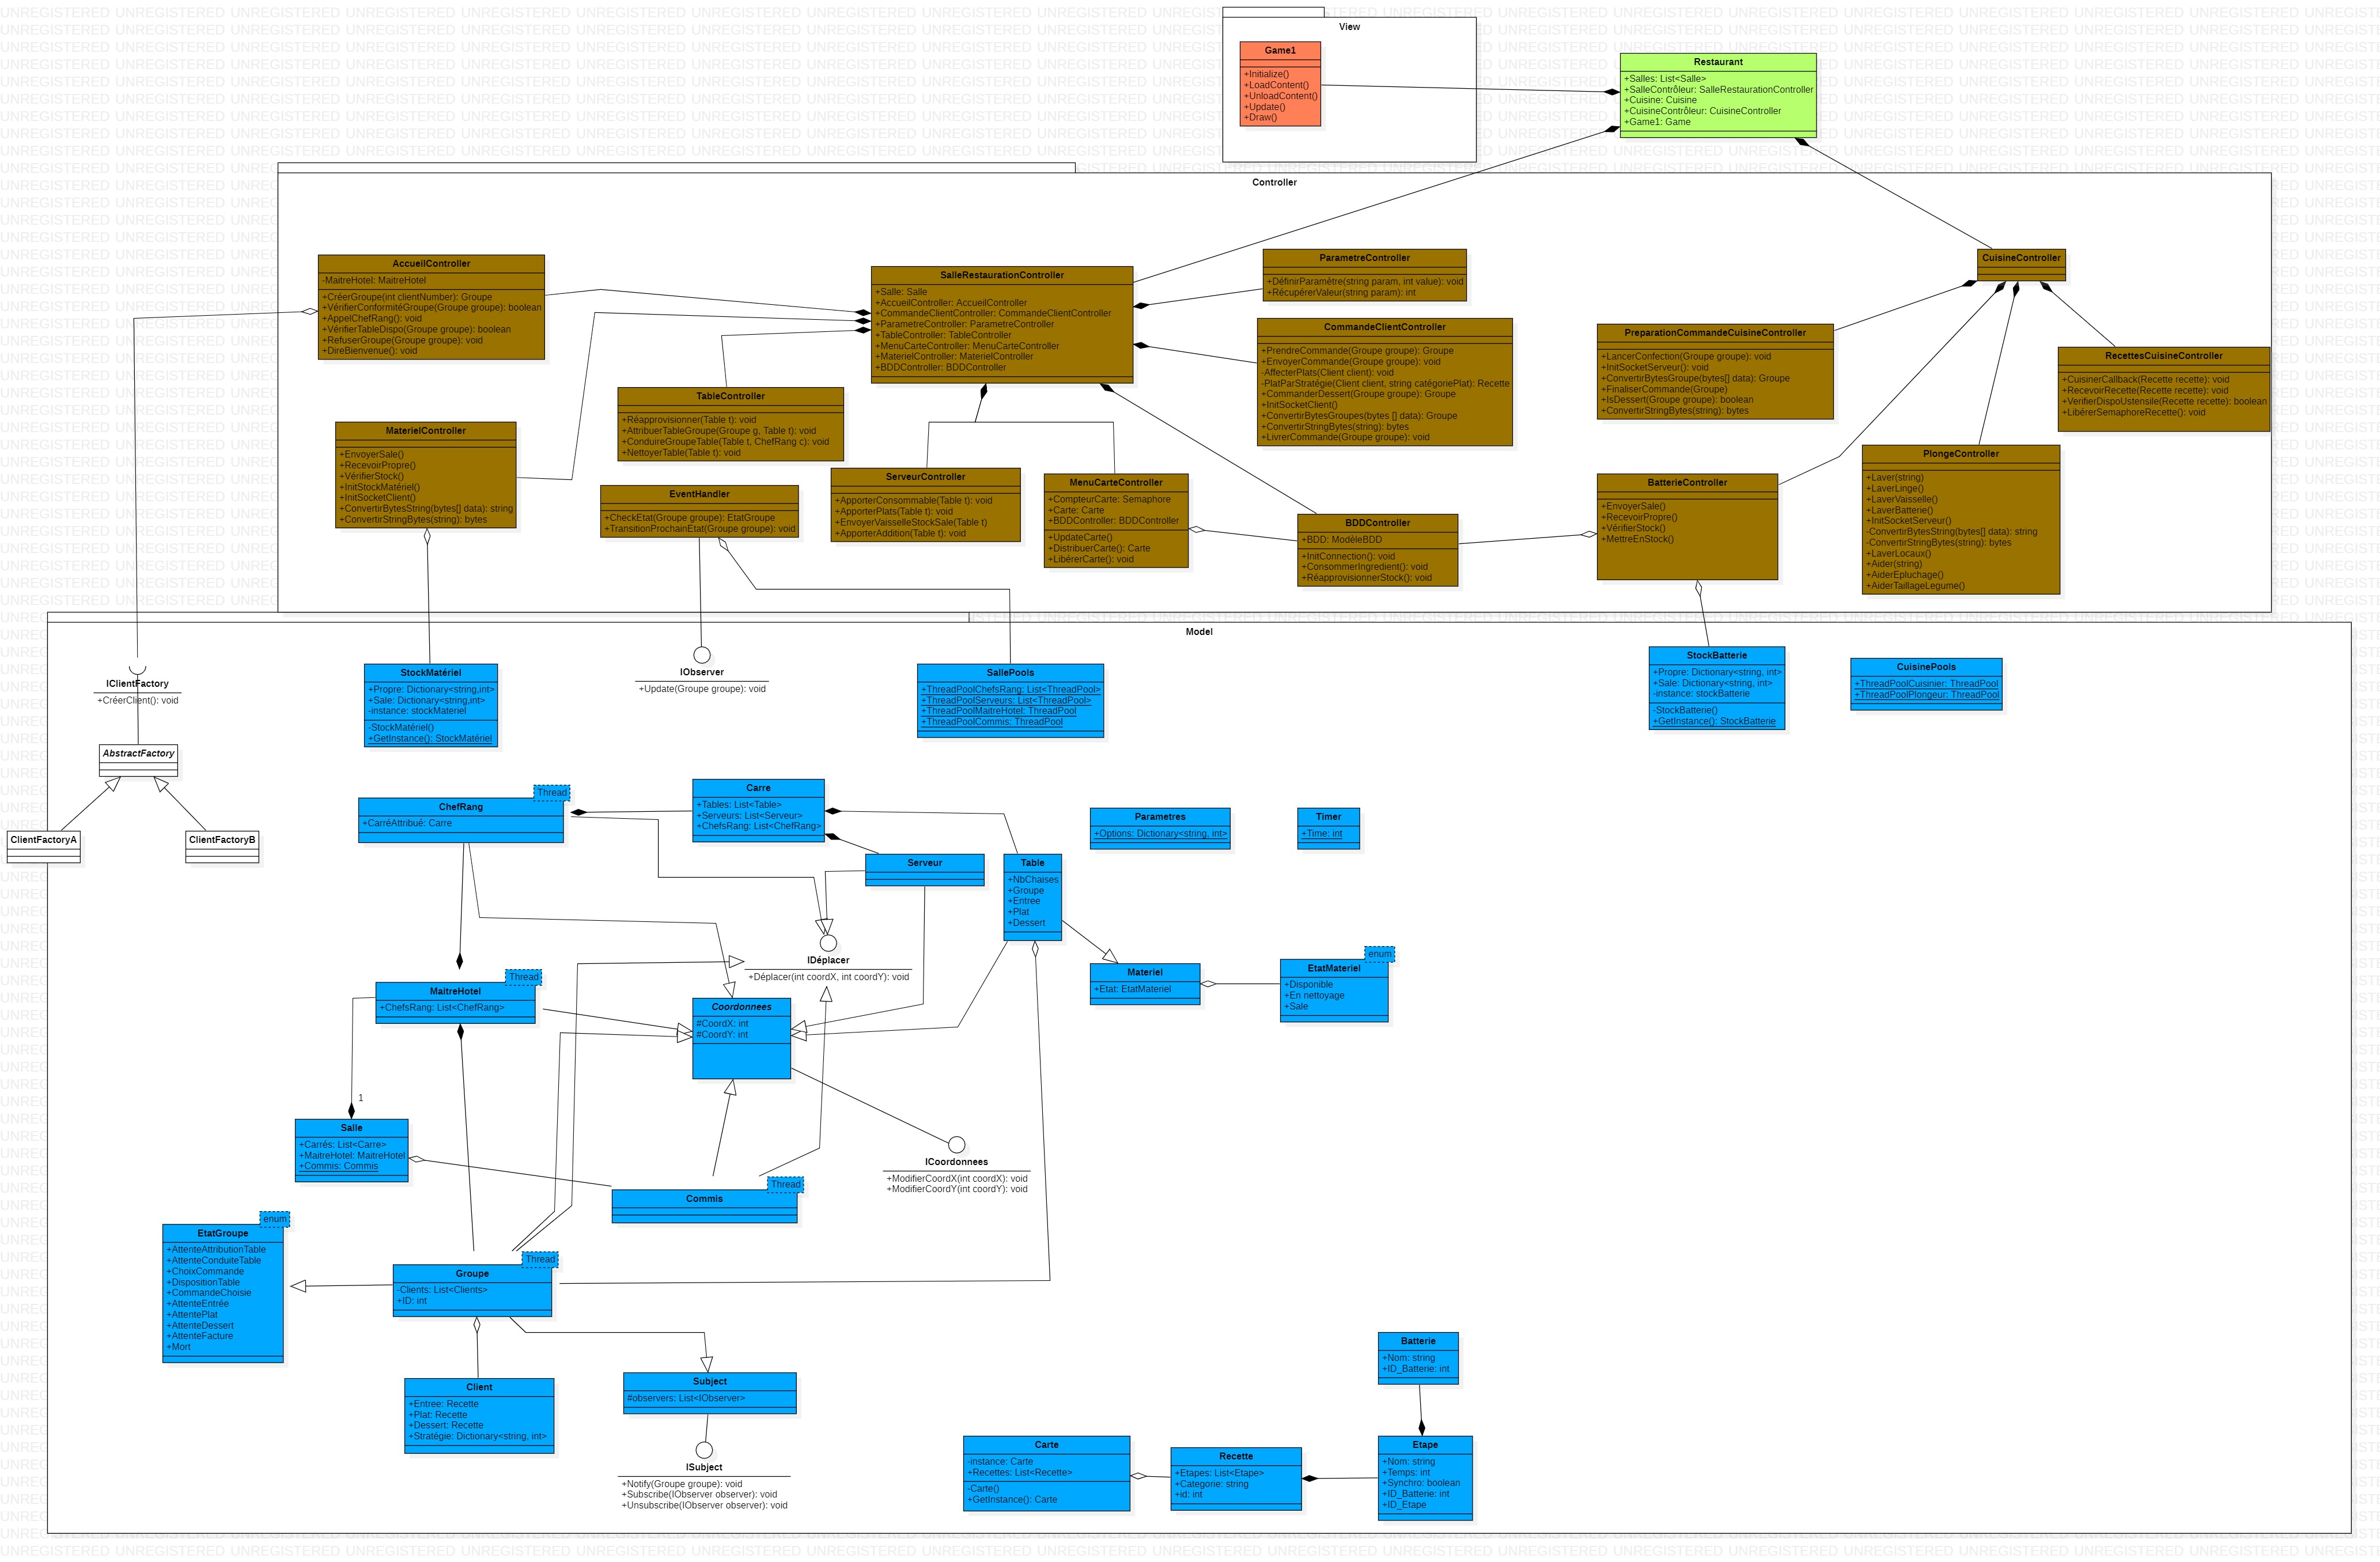 View
Game1
+Initialize()
+LoadContent()
+UnloadContent()
+Update()
+Draw()
Restaurant
+Salles: List<Salle>
+SalleContrôleur: SalleRestaurationController
+Cuisine: Cuisine
+CuisineContrôleur: CuisineController
+Game1: Game
Controller
AccueilController
-MaitreHotel: MaitreHotel
+CréerGroupe(int clientNumber): Groupe
+VérifierConformitéGroupe(Groupe groupe): boolean
+AppelChefRang(): void
+VérifierTableDispo(Groupe groupe): boolean
+RefuserGroupe(Groupe groupe): void
+DireBienvenue(): void
SalleRestaurationController
+Salle: Salle
+AccueilController: AccueilController
+CommandeClientController: CommandeClientController
+ParametreController: ParametreController
+TableController: TableController
+MenuCarteController: MenuCarteController
+MaterielController: MaterielController
+BDDController: BDDController
ParametreController
+DéfinirParamètre(string param, int value): void
+RécupérerValeur(string param): int
CuisineController
CommandeClientController
+PrendreCommande(Groupe groupe): Groupe
+EnvoyerCommande(Groupe groupe): void
-AffecterPlats(Client client): void
-PlatParStratégie(Client client, string catégoriePlat): Recette
+CommanderDessert(Groupe groupe): Groupe
+InitSocketClient()
+ConvertirBytesGroupes(bytes [] data): Groupe
+ConvertirStringBytes(string): bytes
+LivrerCommande(Groupe groupe): void
PreparationCommandeCuisineController
+LancerConfection(Groupe groupe): void
+InitSocketServeur(): void
+ConvertirBytesGroupe(bytes[] data): Groupe
+FinaliserCommande(Groupe)
+IsDessert(Groupe groupe): boolean
+ConvertirStringBytes(string): bytes
RecettesCuisineController
+CuisinerCallback(Recette recette): void
+RecevoirRecette(Recette recette): void
+VerifierDispoUstensile(Recette recette): boolean
+LibérerSemaphoreRecette(): void
TableController
+Réapprovisionner(Table t): void
+AttribuerTableGroupe(Groupe g, Table t): void
+ConduireGroupeTable(Table t, ChefRang c): void
+NettoyerTable(Table t): void
MaterielController
+EnvoyerSale()
+RecevoirPropre()
+VérifierStock()
+InitStockMatériel()
+InitSocketClient()
+ConvertirBytesString(bytes[] data): string
+ConvertirStringBytes(string): bytes
EventHandler
+CheckEtat(Groupe groupe): EtatGroupe
+TransitionProchainEtat(Groupe groupe): void
ServeurController
+ApporterConsommable(Table t): void
+ApporterPlats(Table t): void
+EnvoyerVaisselleStockSale(Table t)
+ApporterAddition(Table t): void
MenuCarteController
+CompteurCarte: Semaphore
+Carte: Carte
+BDDController: BDDController
+UpdateCarte()
+DistribuerCarte(): Carte
+LibérerCarte(): void
BDDController
+BDD: ModèleBDD
+InitConnection(): void
+ConsommerIngredient(): void
+RéapprovisionnerStock(): void
BatterieController
+EnvoyerSale()
+RecevoirPropre()
+VérifierStock()
+MettreEnStock()
PlongeController
+Laver(string)
+LaverLinge()
+LaverVaisselle()
+LaverBatterie()
+InitSocketServeur()
-ConvertirBytesString(bytes[] data): string
-ConvertirStringBytes(string): bytes
+LaverLocaux()
+Aider(string)
+AiderEpluchage()
+AiderTaillageLegume()
Model
IClientFactory
+CréerClient(): void
StockMatériel
+Propre: Dictionary<string,int>
+Sale: Dictionary<string,int>
-instance: stockMateriel
-StockMatériel()
+GetInstance(): StockMatériel
IObserver
+Update(Groupe groupe): void
SallePools
+ThreadPoolChefsRang: List<ThreadPool>
+ThreadPoolServeurs: List<ThreadPool>
+ThreadPoolMaitreHotel: ThreadPool
+ThreadPoolCommis: ThreadPool
StockBatterie
+Propre: Dictionary<string, int>
+Sale: Dictionary<string, int>
-instance: stockBatterie
-StockBatterie()
+GetInstance(): StockBatterie
CuisinePools
+ThreadPoolCuisinier: ThreadPool
+ThreadPoolPlongeur: ThreadPool
AbstractFactory
ClientFactoryA
ClientFactoryB
Thread
ChefRang
+CarréAttribué: Carre
Carre
+Tables: List<Table>
+Serveurs: List<Serveur>
+ChefsRang: List<ChefRang>
Parametres
+Options: Dictionary<string, int>
Timer
+Time: int
Serveur
Table
+NbChaises
+Groupe
+Entree
+Plat
+Dessert
IDéplacer
+Déplacer(int coordX, int coordY): void
Materiel
+Etat: EtatMateriel
enum
EtatMateriel
+Disponible
+En nettoyage
+Sale
Thread
MaitreHotel
+ChefsRang: List<ChefRang>
Coordonnees
#CoordX: int
#CoordY: int
1
Salle
+Carrés: List<Carre>
+MaitreHotel: MaitreHotel
+Commis: Commis
ICoordonnees
+ModifierCoordX(int coordX): void
+ModifierCoordY(int coordY): void
Thread
Commis
enum
EtatGroupe
+AttenteAttributionTable
+AttenteConduiteTable
+ChoixCommande
+DispositionTable
+CommandeChoisie
+AttenteEntrée
+AttentePlat
+AttenteDessert
+AttenteFacture
+Mort
Thread
Groupe
-Clients: List<Clients>
+ID: int
Client
+Entree: Recette
+Plat: Recette
+Dessert: Recette
+Stratégie: Dictionary<string, int>
Subject
#observers: List<IObserver>
ISubject
+Notify(Groupe groupe): void
+Subscribe(IObserver observer): void
+Unsubscribe(IObserver observer): void
Batterie
+Nom: string
+ID_Batterie: int
Carte
-instance: Carte
+Recettes: List<Recette>
-Carte()
+GetInstance(): Carte
Recette
+Etapes: List<Etape>
+Categorie: string
+id: int
Etape
+Nom: string
+Temps: int
+Synchro: boolean
+ID_Batterie: int
+ID_Etape